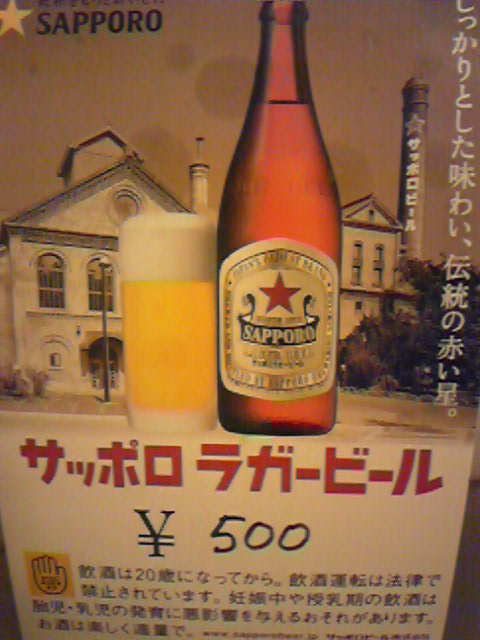 SAPPORO
しっかりとした味わい、伝統の赤い星。
サッポロビール
SAPPORO
サッポロ ラガービール
¥ 500
飲酒は20歳になってから。飲酒運転は法律で
禁止されています。妊娠中や授乳期の飲酒は
胎児・乳児の発育に悪影響を与えるおそれがあります。
お酒は楽しく適量で。 www.sapporobeer.jp